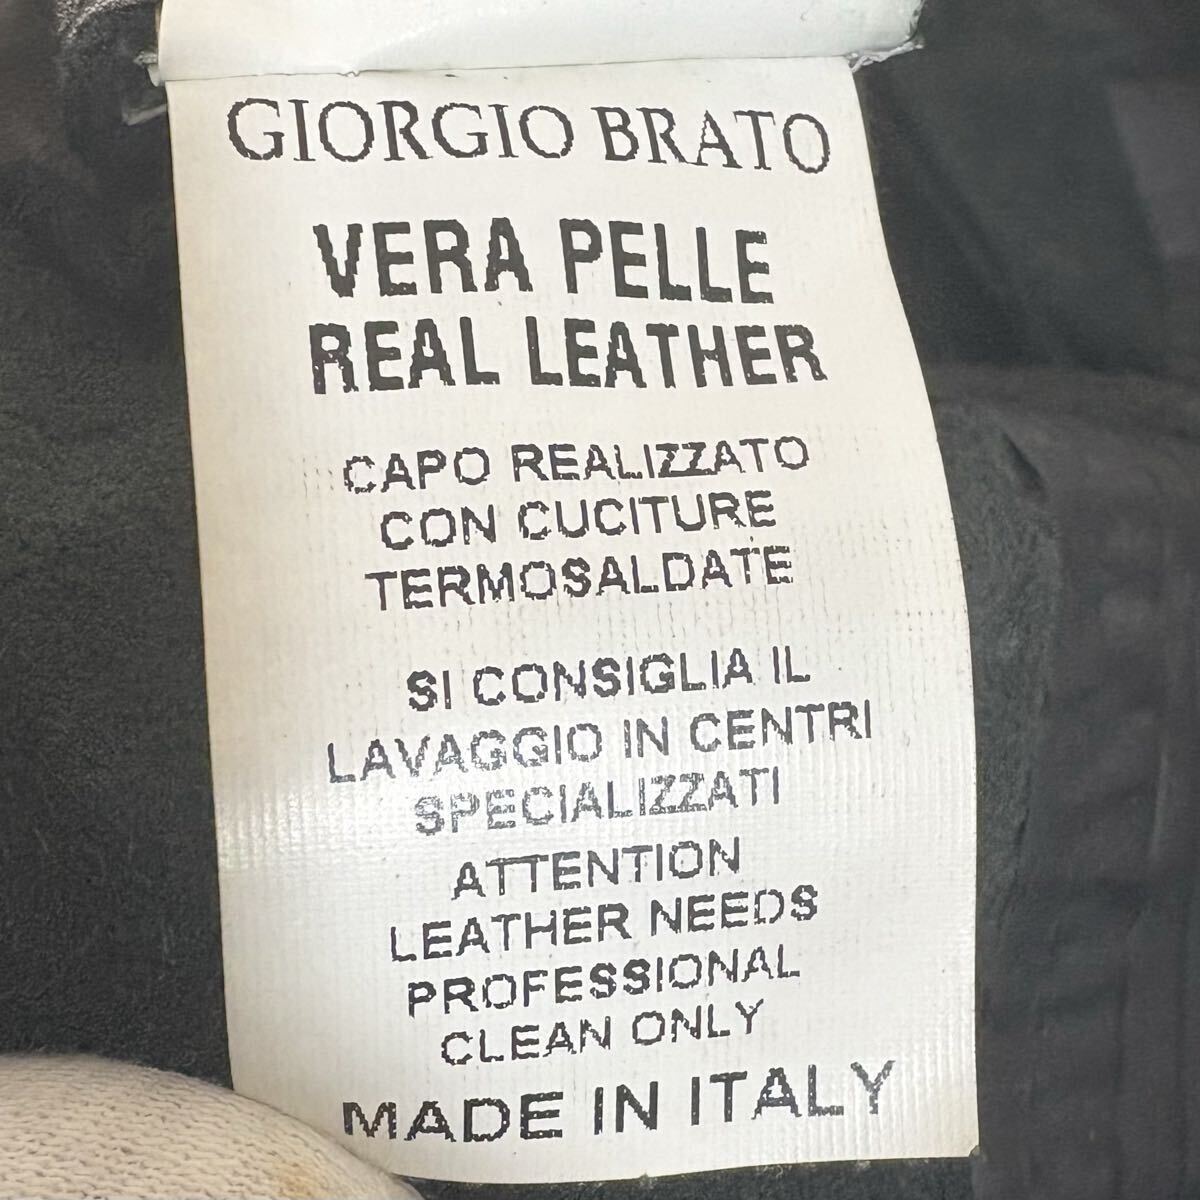 GIORGIO BRATO
VERA PELLE
REAL LEATHER
CAPO REALIZZATO
CON CUCITURE
TERMOSALDATE
SI CONSIGLIA IL
LAVAGGIO IN CENTRI
SPECIALIZZATI
ATTENTION
LEATHER NEEDS
PROFESSIONAL
CLEAN ONLY
MADE IN ITALY